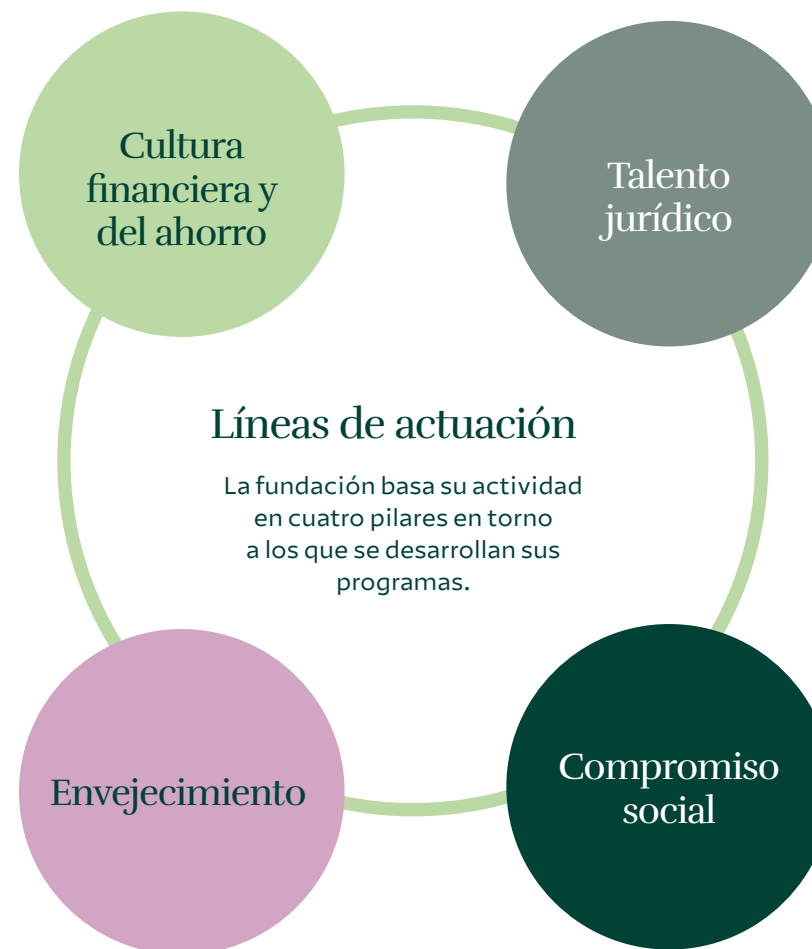 Cultura
financiera y
del ahorro
Talento
jurídico
Líneas de actuación
La fundación basa su actividad
en cuatro pilares en torno
a los que se desarrollan sus
programas.
Envejecimiento
Compromiso
social